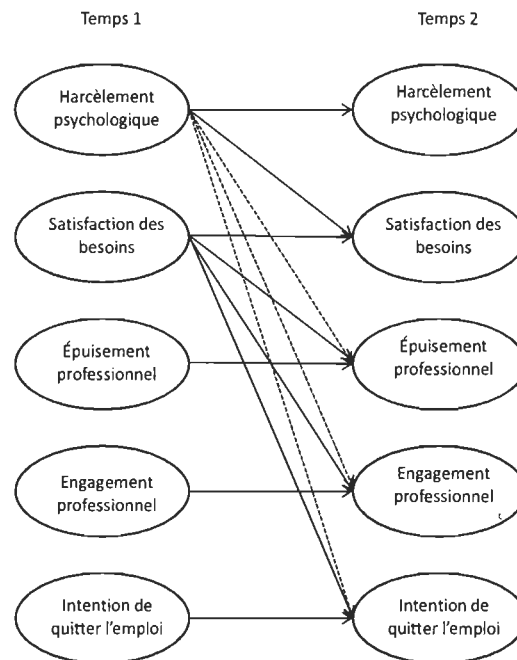 Temps 1
Temps 2
Harcèlement
psychologique
Harcèlement
psychologique
Satisfaction des
besoins
Satisfaction des
besoins
Épuisement
professionnel
Épuisement
professionnel
Engagement
professionnel
Engagement
professionnel
Intention de
quitter l'emploi
Intention de
quitter l'emploi